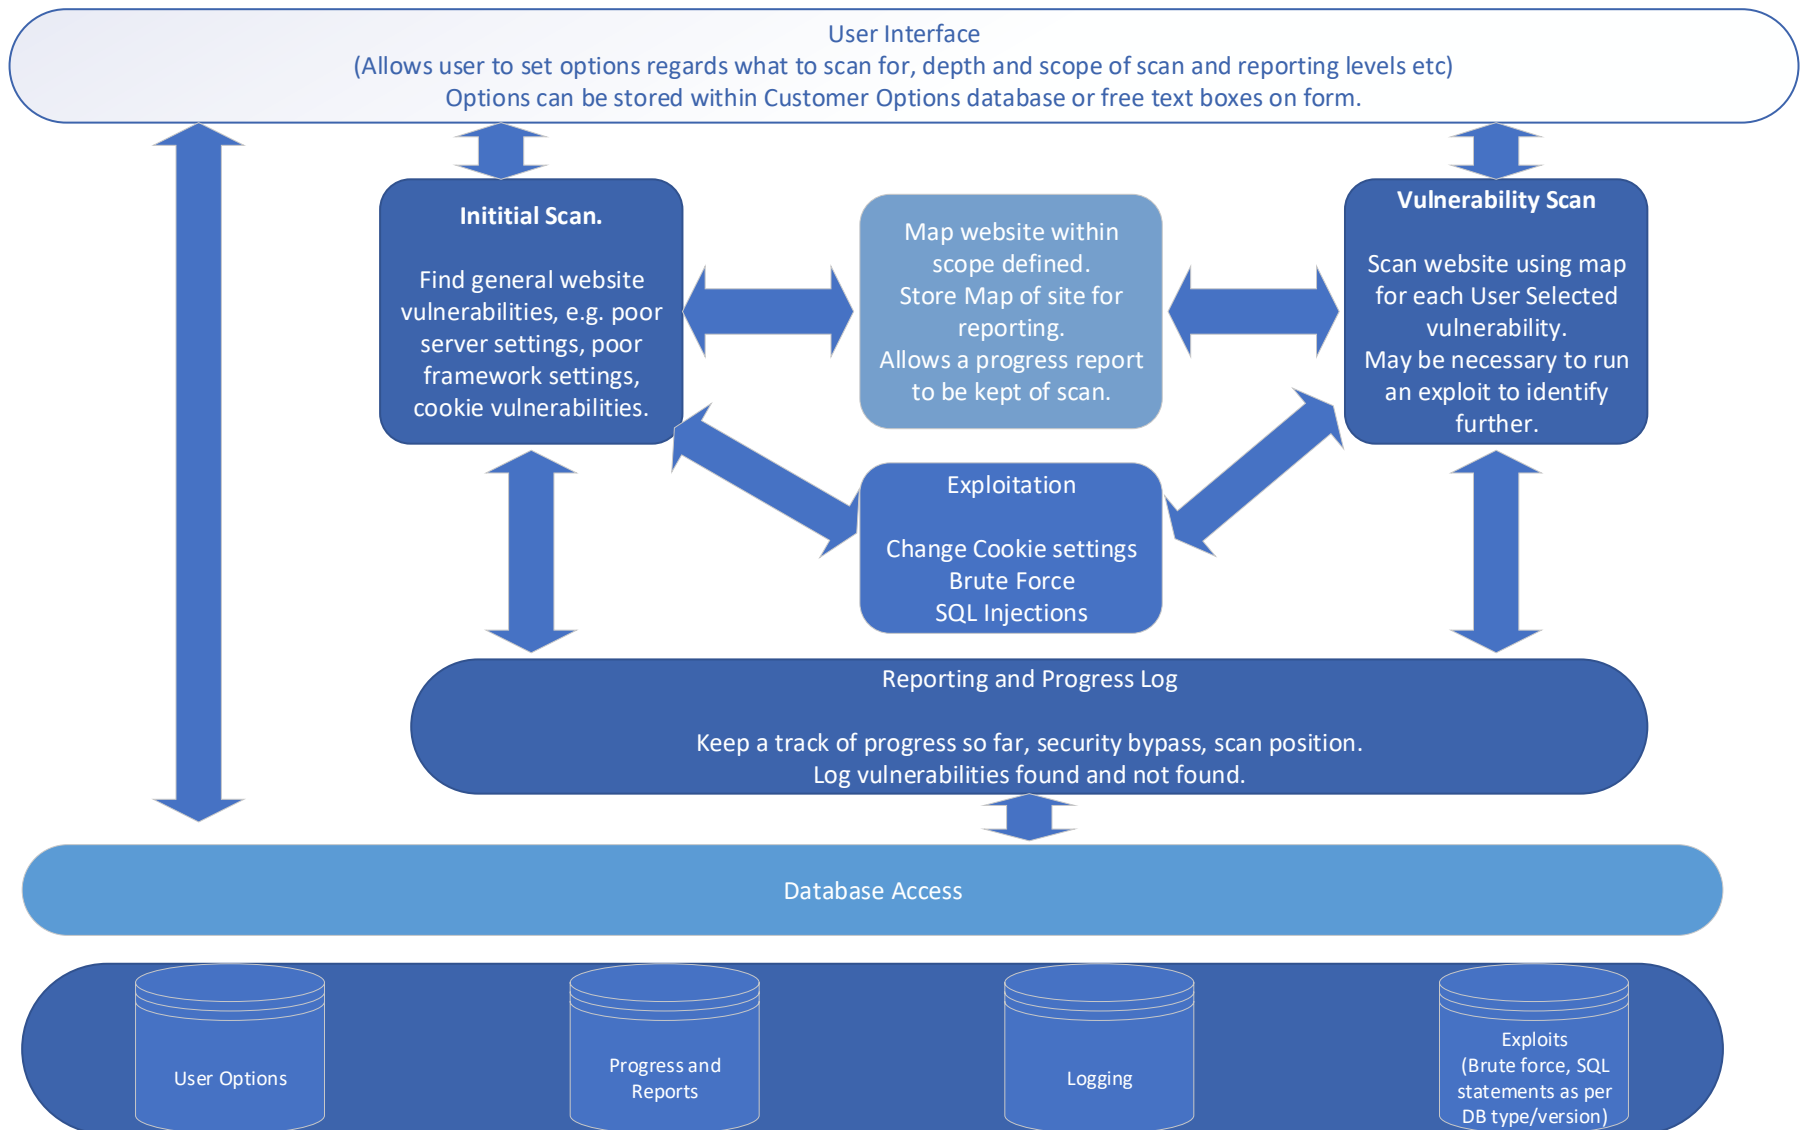 User Interface
(Allows user to set options regards what to scan for, depth and scope of scan and reporting levels etc)
Options can be stored within Customer Options database or free text boxes on form.
Inititial Scan.
Find general website
vulnerabilities, e.g. poor
server settings, poor
framework settings,
cookie vulnerabilities.
Map website within
scope defined.
Store Map of site for
reporting.
Allows a progress report
to be kept of scan.
Vulnerability Scan
Scan website using map
for each User Selected
vulnerability.
May be necessary to run
an exploit to identify
further.
Exploitation
Change Cookie settings
Brute Force
SQL Injections
Reporting and Progress Log
Keep a track of progress so far, security bypass, scan position.
Log vulnerabilities found and not found.
Database Access
User Options
Progress and
Reports
Logging
Exploits
(Brute force, SQL
statements as per
DB type/version)